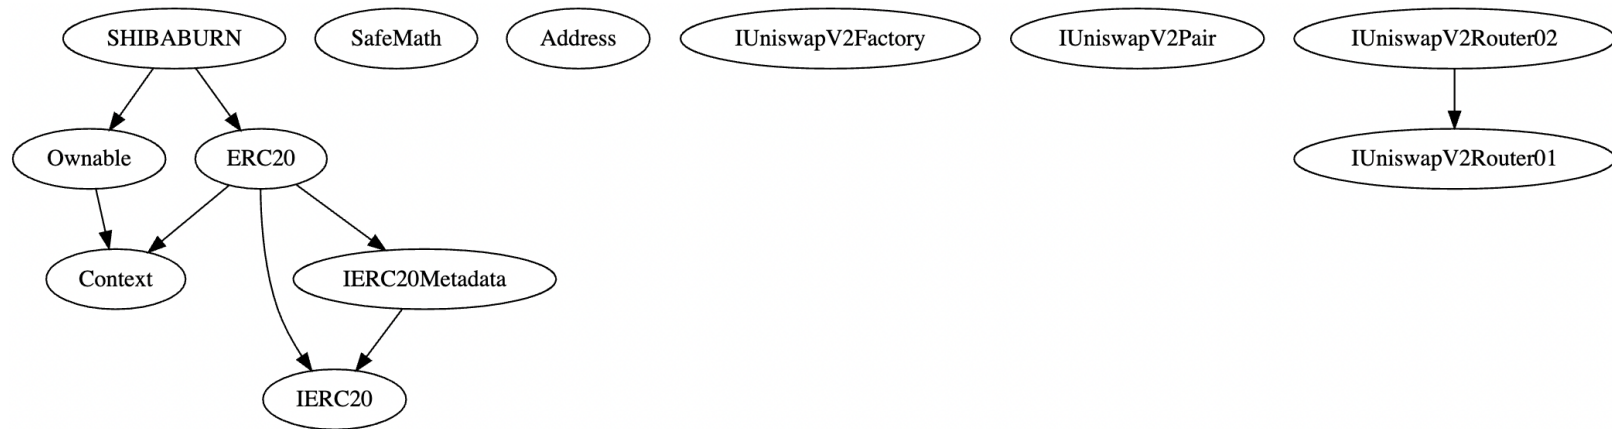 SHIBABURN
SafeMath
Address
IUniswapV2Factory
IUniswapV2Pair
IUniswapV2Router02
Ownable
ERC20
IUniswapV2Router01
Context
IERC20Metadata
IERC20